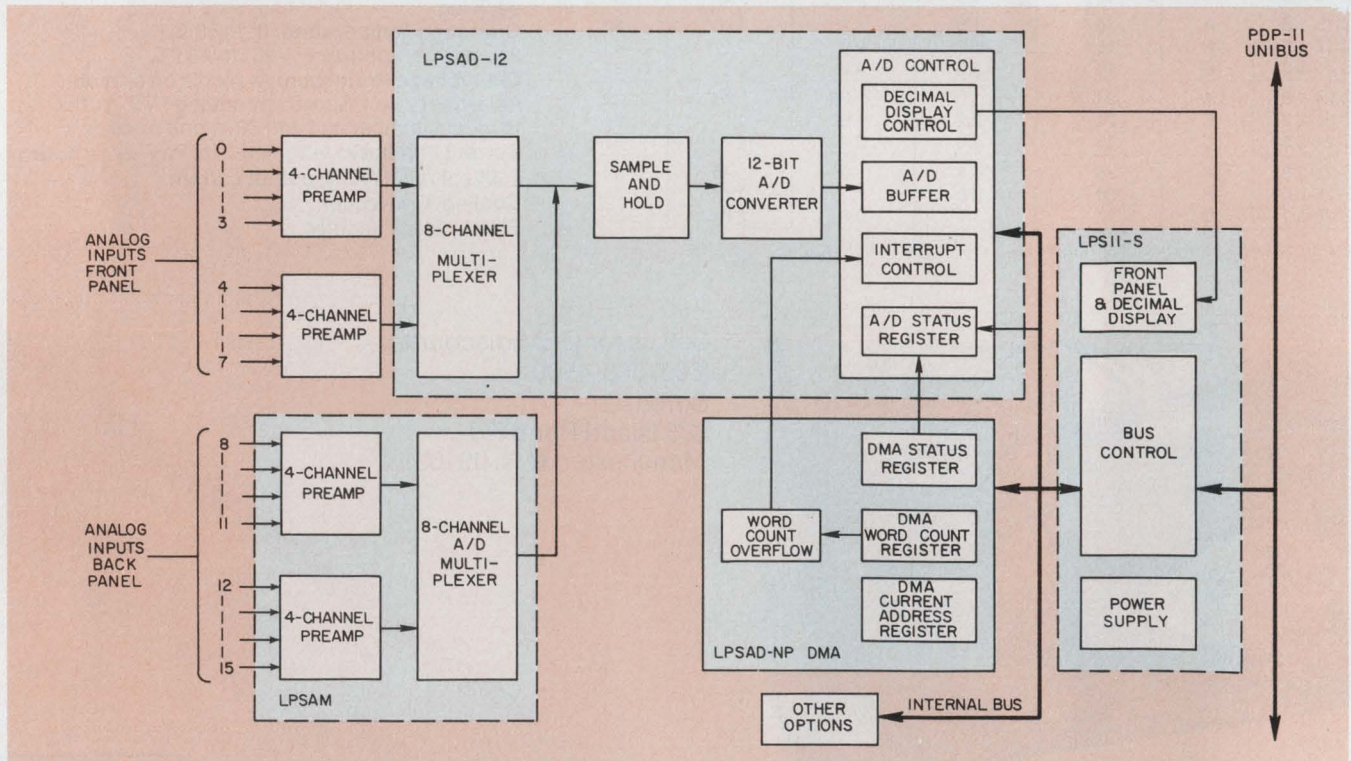 PDP-11
UNIBUS
LPSAD-12
A/D CONTROL
DECIMAL
DISPLAY
CONTROL
0
4-CHANNEL
PREAMP
3
SAMPLE
AND
HOLD
12-BIT
A/D
CONVERTER
A/D
BUFFER
ANALOG
INPUTS
FRONT
PANEL
8-CHANNEL
MULTI-
PLEXER
INTERRUPT
CONTROL
LPS11-S
FRONT
PANEL
& DECIMAL
DISPLAY
4
4-CHANNEL
PREAMP
7
A/D STATUS
REGISTER
8
4-CHANNEL
PREAMP
11
DMA STATUS
REGISTER
BUS
CONTROL
ANALOG
INPUTS
BACK
PANEL
8-CHANNEL
A/D
MULTI-
PLEXER
WORD
COUNT
OVERFLOW
DMA
WORD COUNT
REGISTER
12
4-CHANNEL
PREAMP
15
DMA
CURRENT
ADDRESS
REGISTER
POWER
SUPPLY
LPSAD-NP DMA
LPSAM
OTHER
OPTIONS
INTERNAL BUS